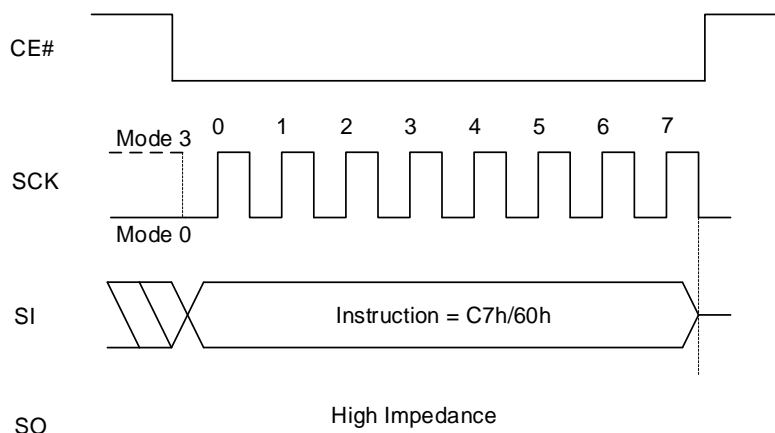 CE#
Mode 3 0 1 2 3 4 5 6 7
SCK
Mode 0
SI Instruction = C7h/60h
SO High Impedance